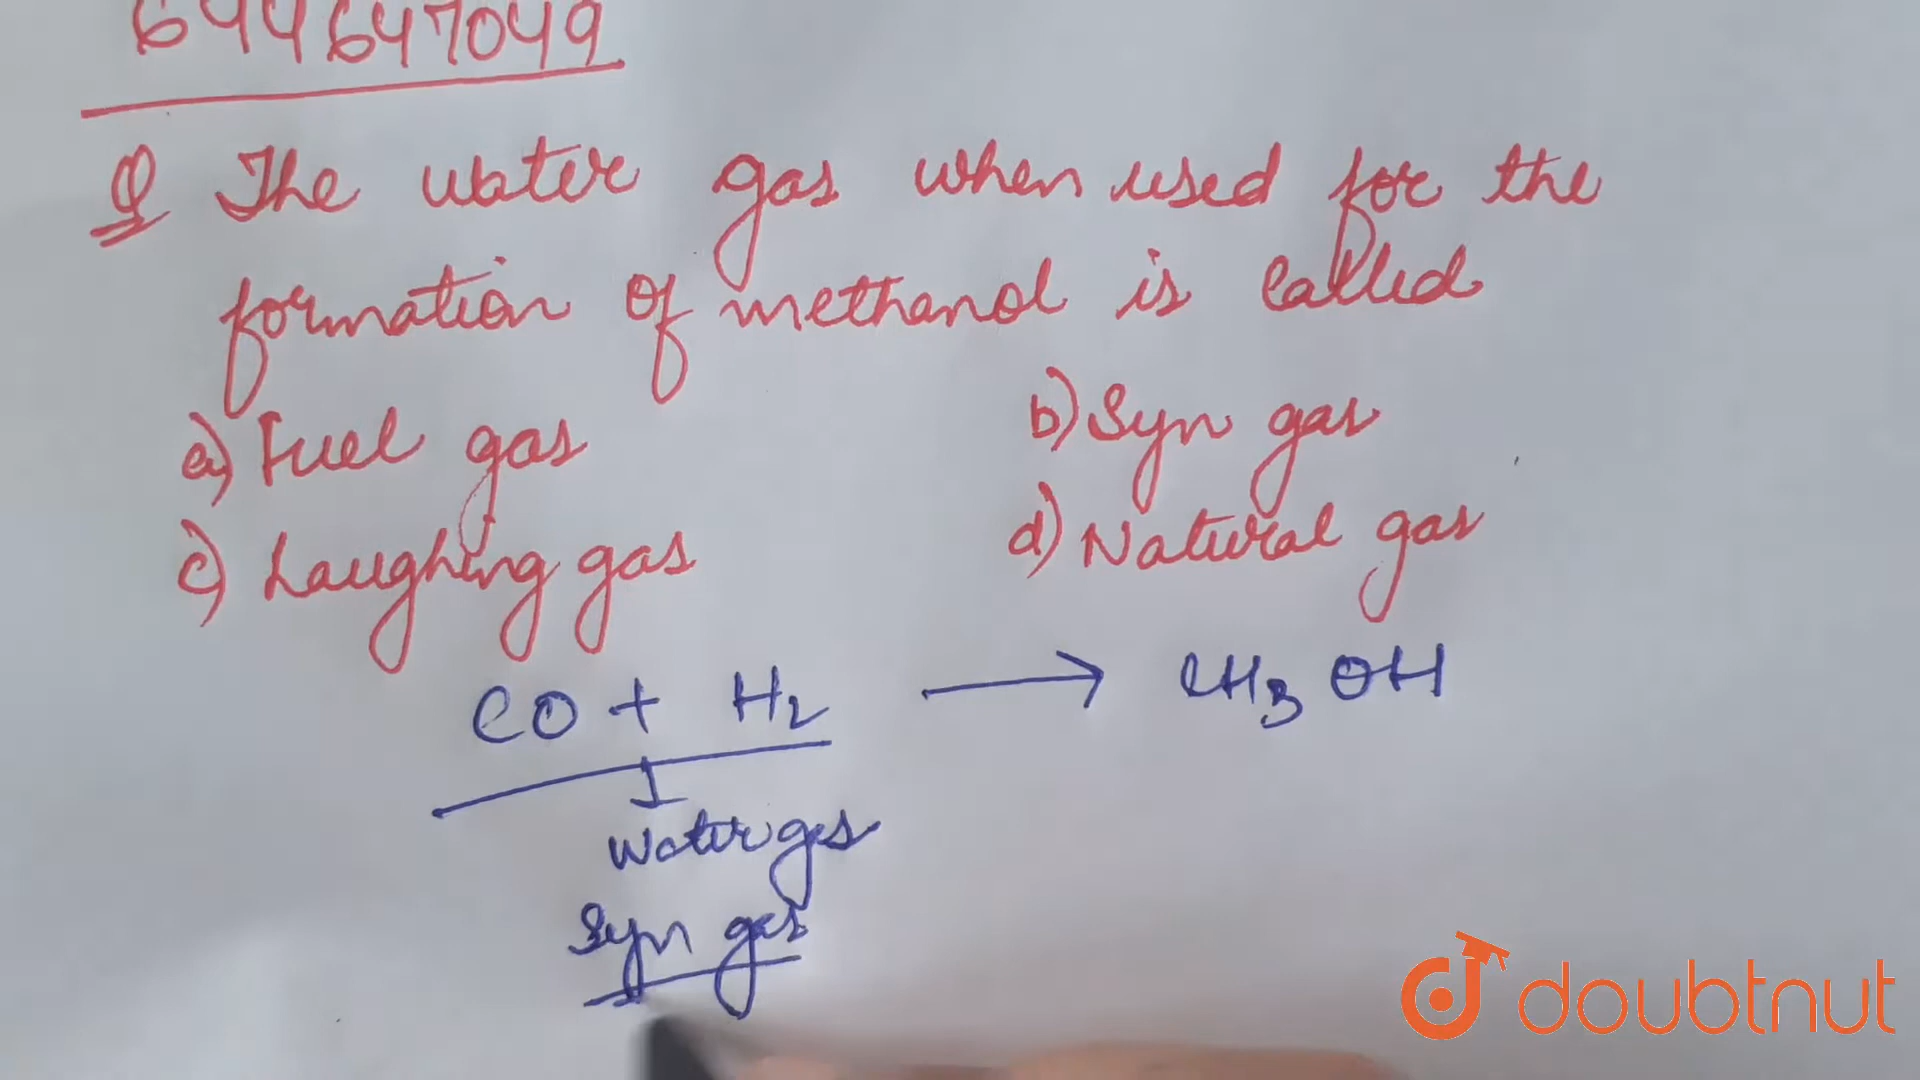 644647049
Q The water gas when used for the
formation of methanol is called
a) Fuel gas b) Syn gas
c) Laughing gas d) Natural gas
CO + H2 → CH3OH
Water gas
Syn gas
doubtnut